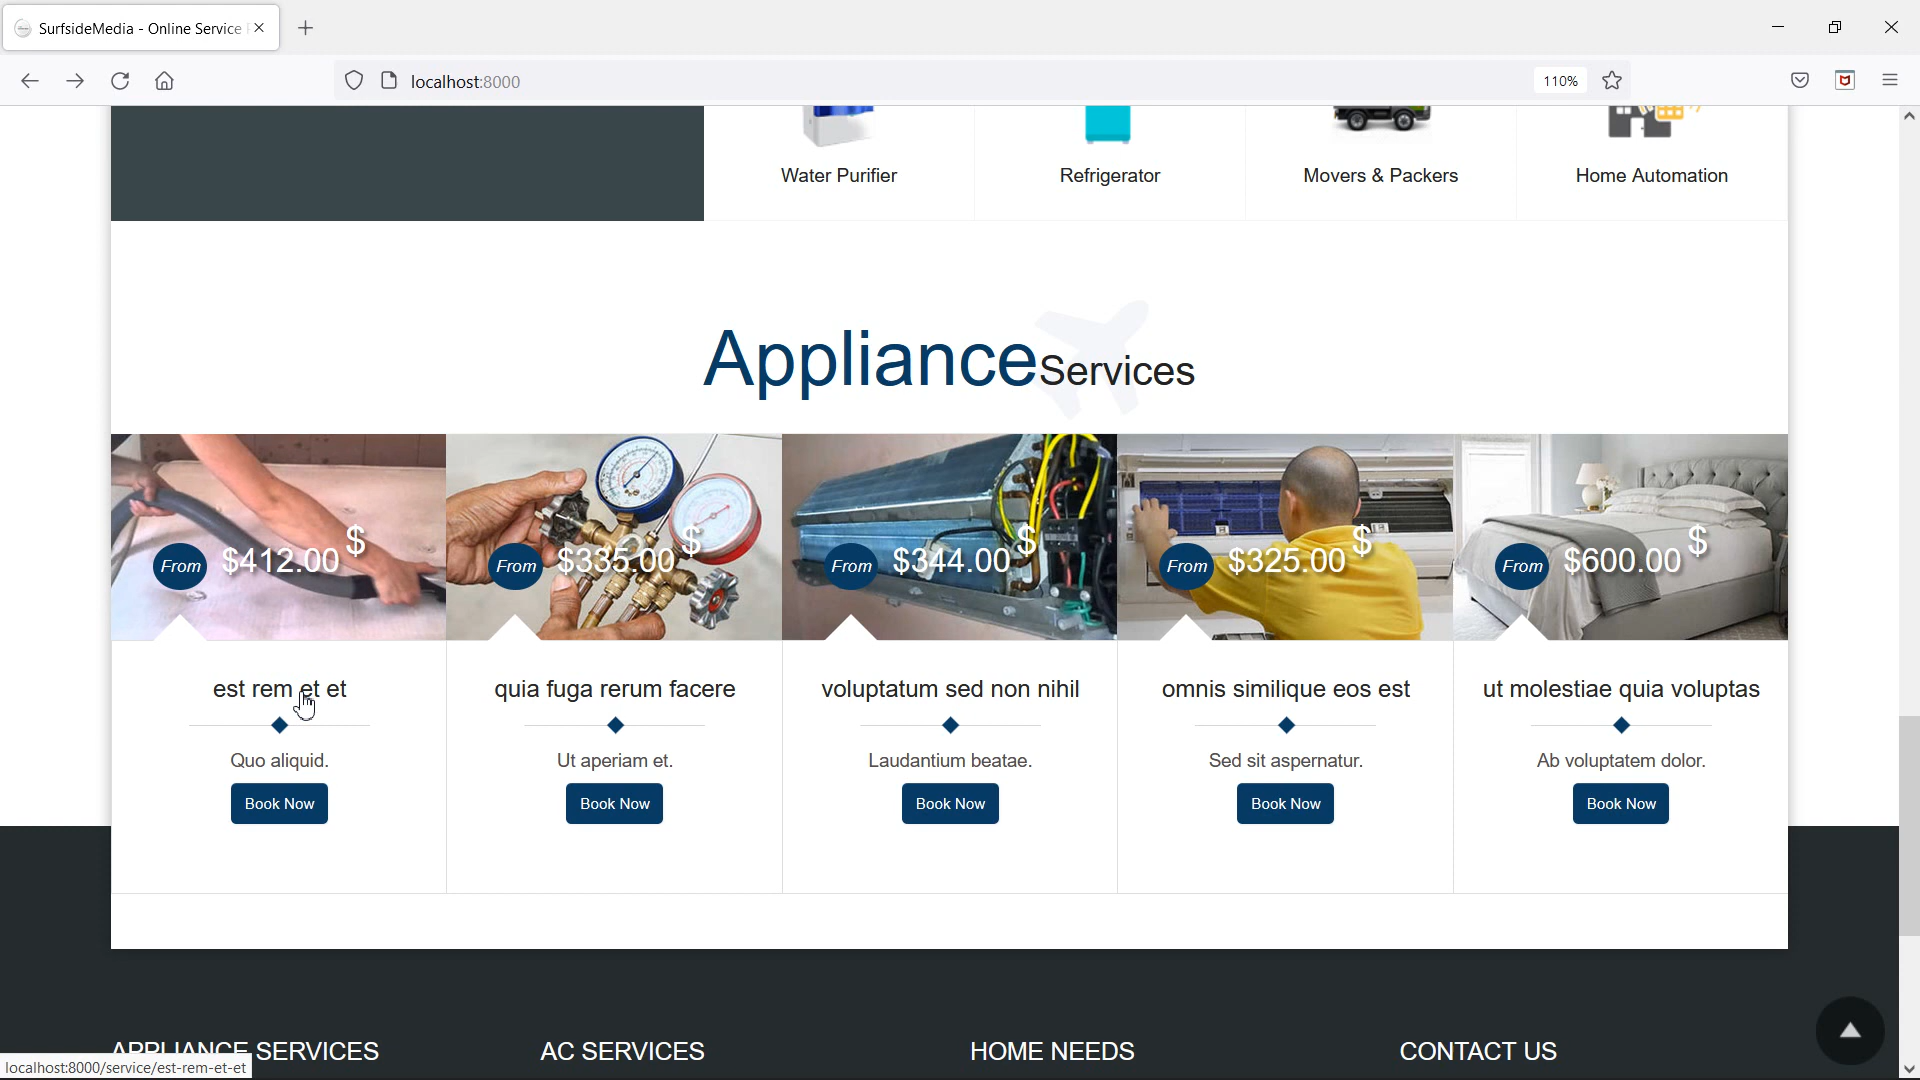 SurfsideMedia - Online Service
localhost:8000
110%
Water Purifier
Refrigerator
Movers & Packers
Home Automation
ApplianceServices
From $412.00 $
From $335.00 $
From $344.00 $
From $325.00 $
From $600.00 $
est rem et et
quia fuga rerum facere
voluptatum sed non nihil
omnis similique eos est
ut molestiae quia voluptas
Quo aliquid.
Ut aperiam et.
Laudantium beatae.
Sed sit aspernatur.
Ab voluptatem dolor.
Book Now
Book Now
Book Now
Book Now
Book Now
APPLIANCE SERVICES
AC SERVICES
HOME NEEDS
CONTACT US
localhost:8000/service/est-rem-et-et